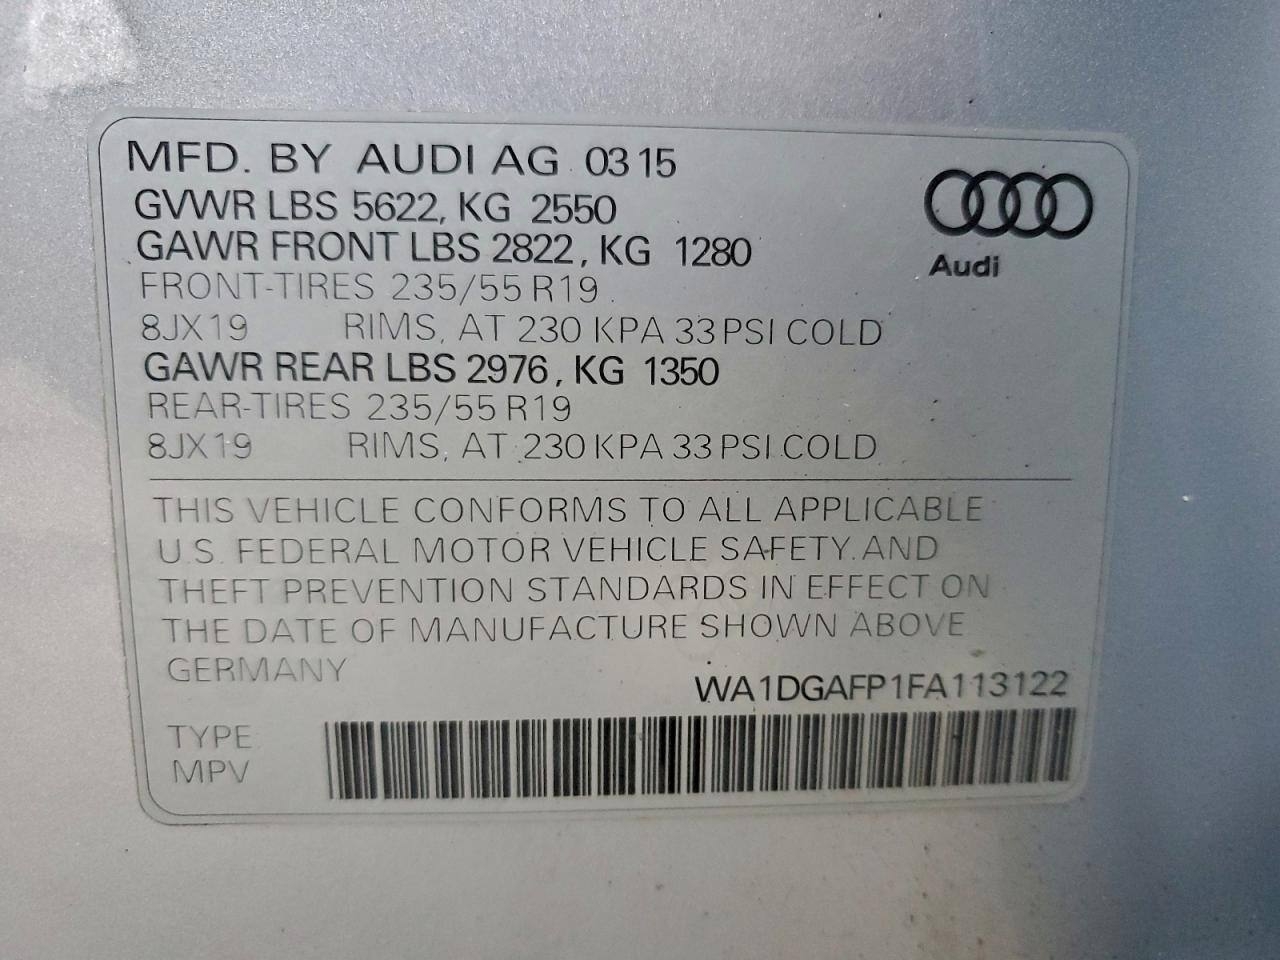 MFD. BY AUDI AG 03 15
GVWR LBS 5622, KG 2550
GAWR FRONT LBS 2822, KG 1280
FRONT-TIRES 235/55 R19
8JX19 RIMS, AT 230 KPA 33 PSI COLD
GAWR REAR LBS 2976, KG 1350
REAR-TIRES 235/55 R19
8JX19 RIMS, AT 230 KPA 33 PSI COLD
Audi
THIS VEHICLE CONFORMS TO ALL APPLICABLE
U.S. FEDERAL MOTOR VEHICLE SAFETY AND
THEFT PREVENTION STANDARDS IN EFFECT ON
THE DATE OF MANUFACTURE SHOWN ABOVE
GERMANY
WA1DGAFP1FA113122
TYPE
MPV